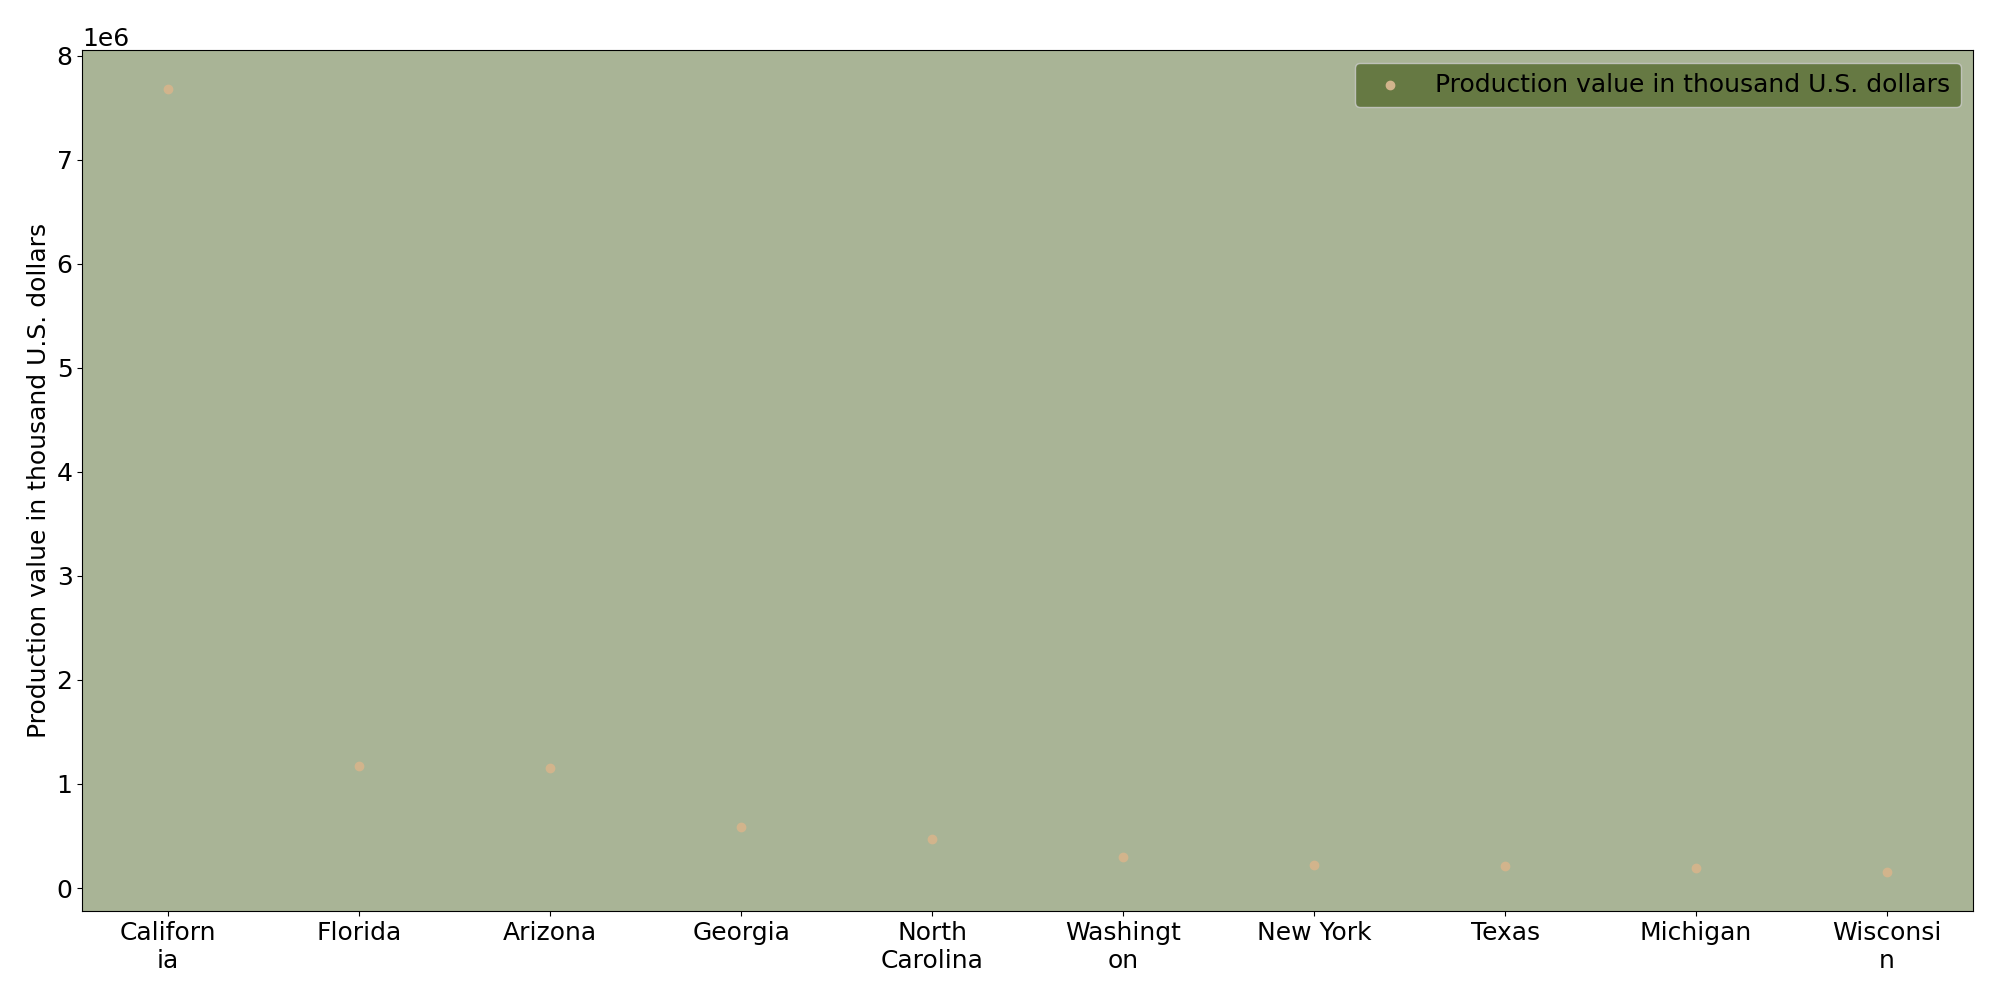 1e6
8
7
6
5
4
3
2
1
0
Production value in thousand U.S. dollars
Production value in thousand U.S. dollars
Californ
ia
Florida
Arizona
Georgia
North
Carolina
Washingt
on
New York
Texas
Michigan
Wisconsi
n